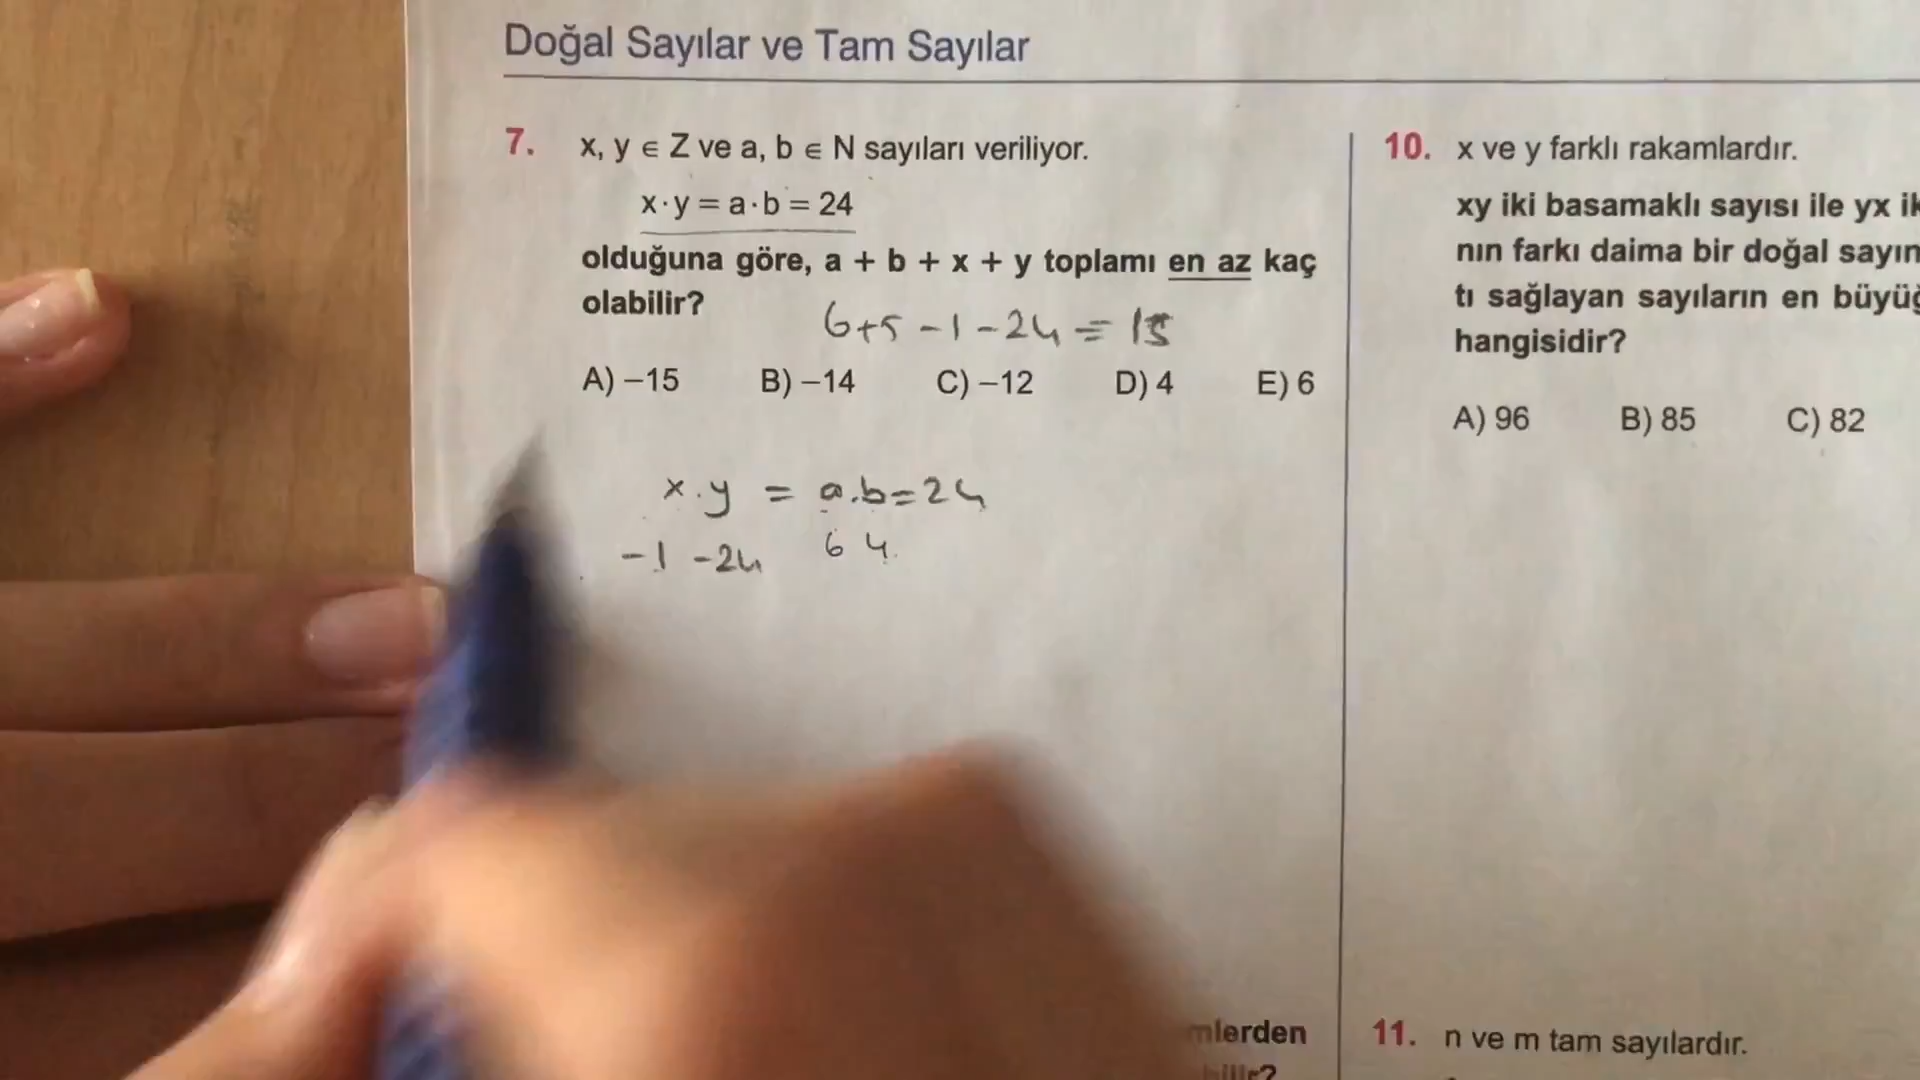 Doğal Sayılar ve Tam Sayılar
7. x, y ∈ Z ve a, b ∈ N sayıları veriliyor.
x·y = a·b = 24
olduğuna göre, a + b + x + y toplamı en az kaç
olabilir?
6+5 -1 -24 = 15
A) –15 B) –14 C) –12 D) 4 E) 6
x.y = a.b=24
-1 -24 6 4
mlerden
10. x ve y farklı rakamlardır.
xy iki basamaklı sayısı ile yx ik
nın farkı daima bir doğal sayın
tı sağlayan sayıların en büyüğ
hangisidir?
A) 96 B) 85 C) 82
11. n ve m tam sayılardır.